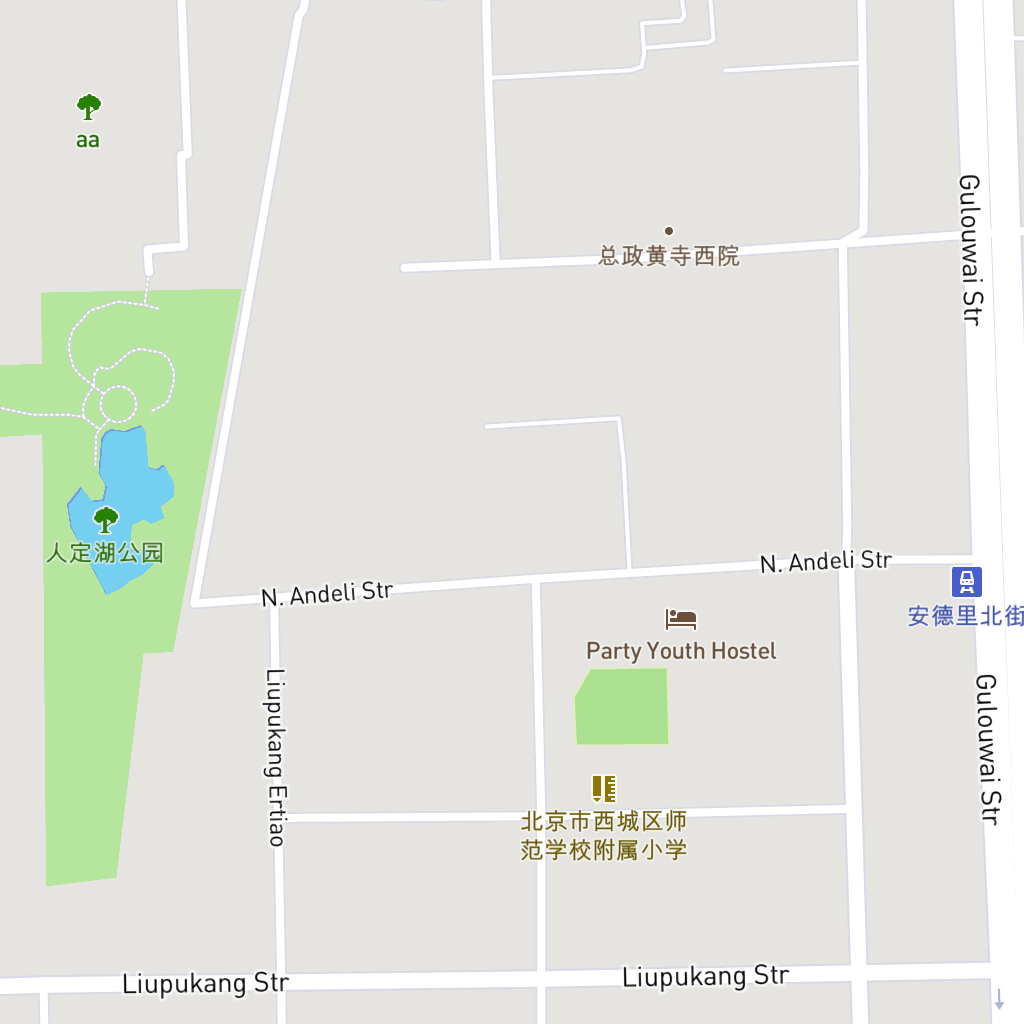 aa
Gulouwai Str
总政黄寺西院
人定湖公园
N. Andeli Str
N. Andeli Str
安德里北街
Party Youth Hostel
Liupukang Ertiao
Gulouwai Str
北京市西城区师
范学校附属小学
Liupukang Str
Liupukang Str